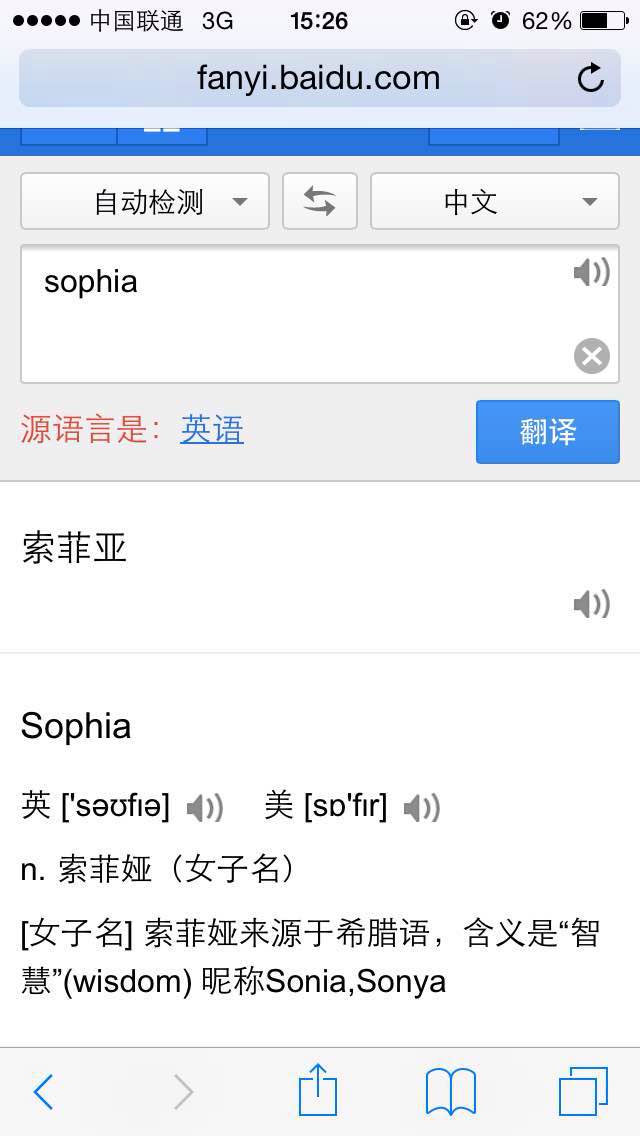 中国联通 3G 15:26 62%
fanyi.baidu.com
自动检测 中文
sophia
源语言是：英语 翻译
索菲亚
Sophia
英 ['səʊfɪə] 美 [sɒ'fɪr]
n. 索菲娅（女子名）
[女子名] 索菲娅来源于希腊语，含义是“智
慧”(wisdom) 昵称Sonia,Sonya